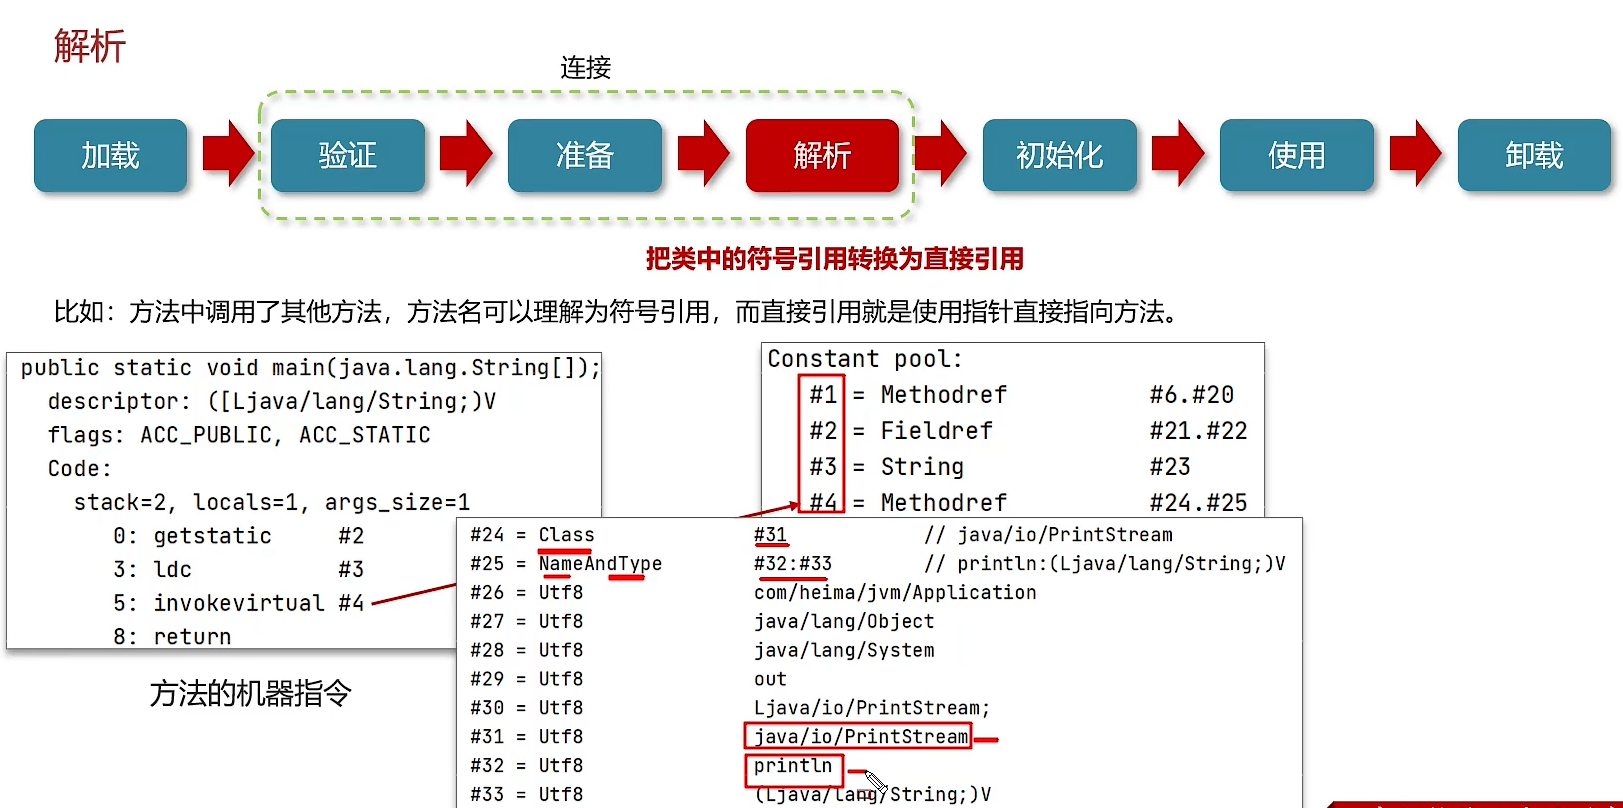 解析
连接
加载 验证 准备 解析 初始化 使用 卸载
把类中的符号引用转换为直接引用
比如：方法中调用了其他方法，方法名可以理解为符号引用，而直接引用就是使用指针直接指向方法。
public static void main(java.lang.String[]);
descriptor: ([Ljava/lang/String;)V
flags: ACC_PUBLIC, ACC_STATIC
Code:
stack=2, locals=1, args_size=1
0: getstatic #2
3: ldc #3
5: invokevirtual #4
8: return
方法的机器指令
Constant pool:
#1 = Methodref #6.#20
#2 = Fieldref #21.#22
#3 = String #23
#4 = Methodref #24.#25
#24 = Class #31 // java/io/PrintStream
#25 = NameAndType #32:#33 // println:(Ljava/lang/String;)V
#26 = Utf8 com/heima/jvm/Application
#27 = Utf8 java/lang/Object
#28 = Utf8 java/lang/System
#29 = Utf8 out
#30 = Utf8 Ljava/io/PrintStream;
#31 = Utf8 java/io/PrintStream
#32 = Utf8 println
#33 = Utf8 (Ljava/lang/String;)V